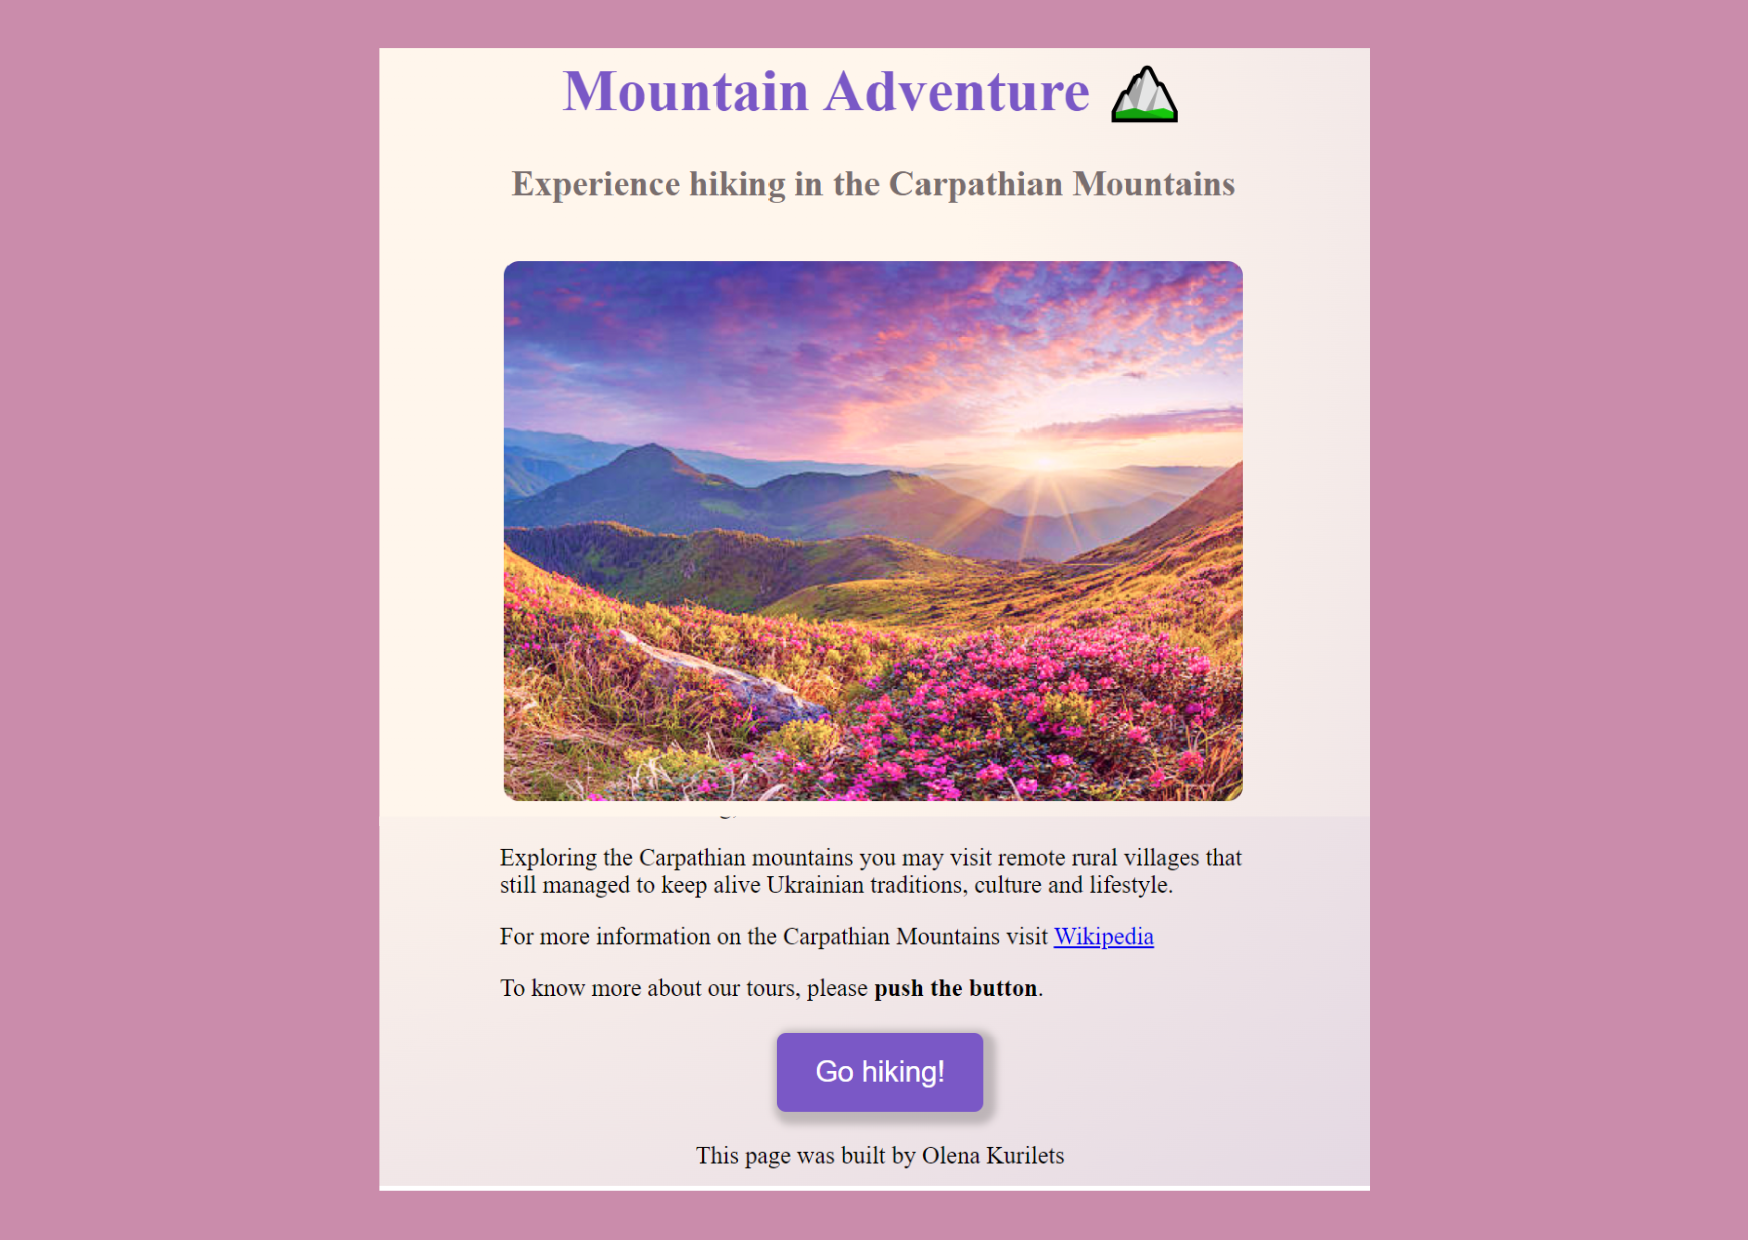 Mountain Adventure
Experience hiking in the Carpathian Mountains
Exploring the Carpathian mountains you may visit remote rural villages that
still managed to keep alive Ukrainian traditions, culture and lifestyle.
For more information on the Carpathian Mountains visit Wikipedia
To know more about our tours, please push the button.
Go hiking!
This page was built by Olena Kurilets